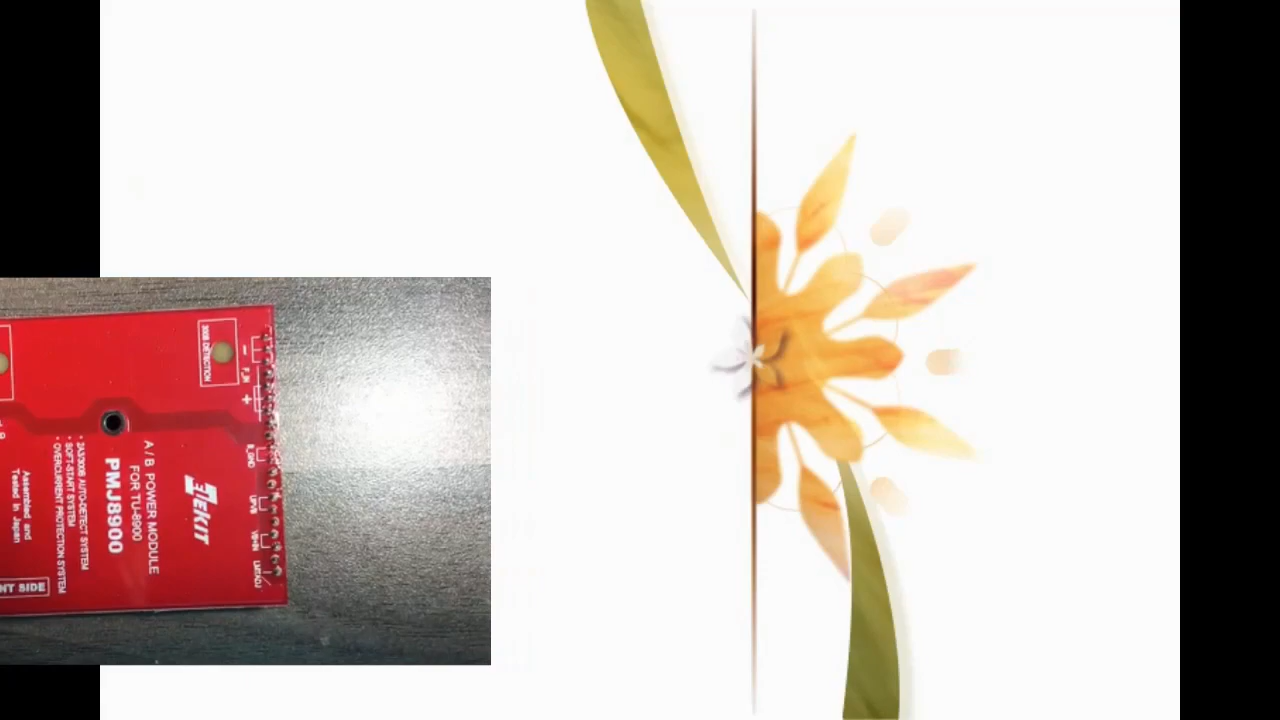 300B DETECTION
F_IN
ELEKIT
A / B POWER MODULE
FOR TU-8900
PMJ8900
• 2A3/300B AUTO-DETECT SYSTEM
• SOFT-START SYSTEM
• OVERCURRENT PROTECTION SYSTEM
Assembled and
Tested in Japan
NT SIDE